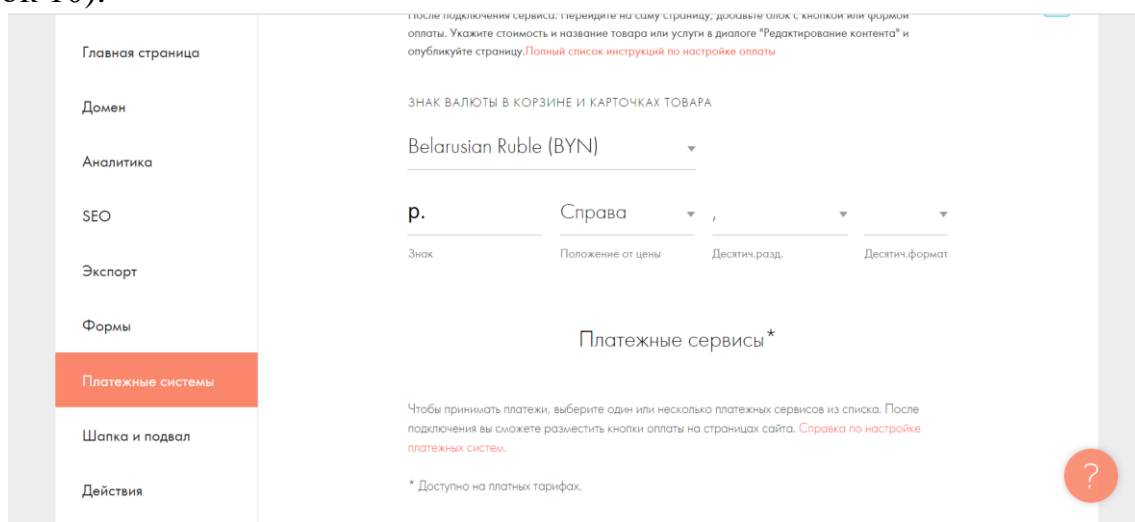 ок 10).
После подключения сервиса. Перейдите на саму страницу, добавьте блок с кнопкой или формой
оплаты. Укажите стоимость и название товара или услуги в диалоге "Редактирование контента" и
опубликуйте страницу.Полный список инструкций по настройке оплаты
Главная страница
Домен
Аналитика
SEO
Экспорт
Формы
Платежные системы
Шапка и подвал
Действия
ЗНАК ВАЛЮТЫ В КОРЗИНЕ И КАРТОЧКАХ ТОВАРА
Belarusian Ruble (BYN)
р. Справа ,
Знак Положение от цены Десятич.разд. Десятич.формат
Платежные сервисы*
Чтобы принимать платежи, выберите один или несколько платежных сервисов из списка. После
подключения вы сможете разместить кнопки оплаты на страницах сайта. Справка по настройке
платежных систем.
* Доступно на платных тарифах.
?